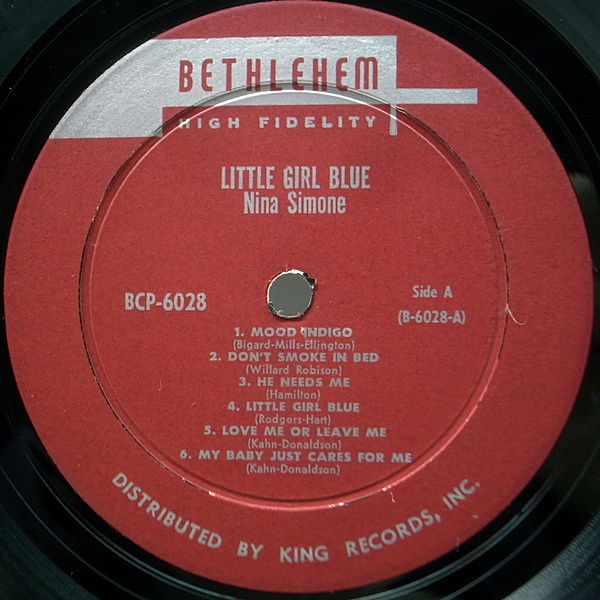 BETHLEHEM
HIGH FIDELITY
LITTLE GIRL BLUE
Nina Simone
BCP-6028
Side A
(B-6028-A)
1. MOOD INDIGO
(Bigard-Mills-Ellington)
2. DON'T SMOKE IN BED
(Willard Robison)
3. HE NEEDS ME
(Hamilton)
4. LITTLE GIRL BLUE
(Rodgers-Hart)
5. LOVE ME OR LEAVE ME
(Kahn-Donaldson)
6. MY BABY JUST CARES FOR ME
(Kahn-Donaldson)
DISTRIBUTED BY KING RECORDS, INC.